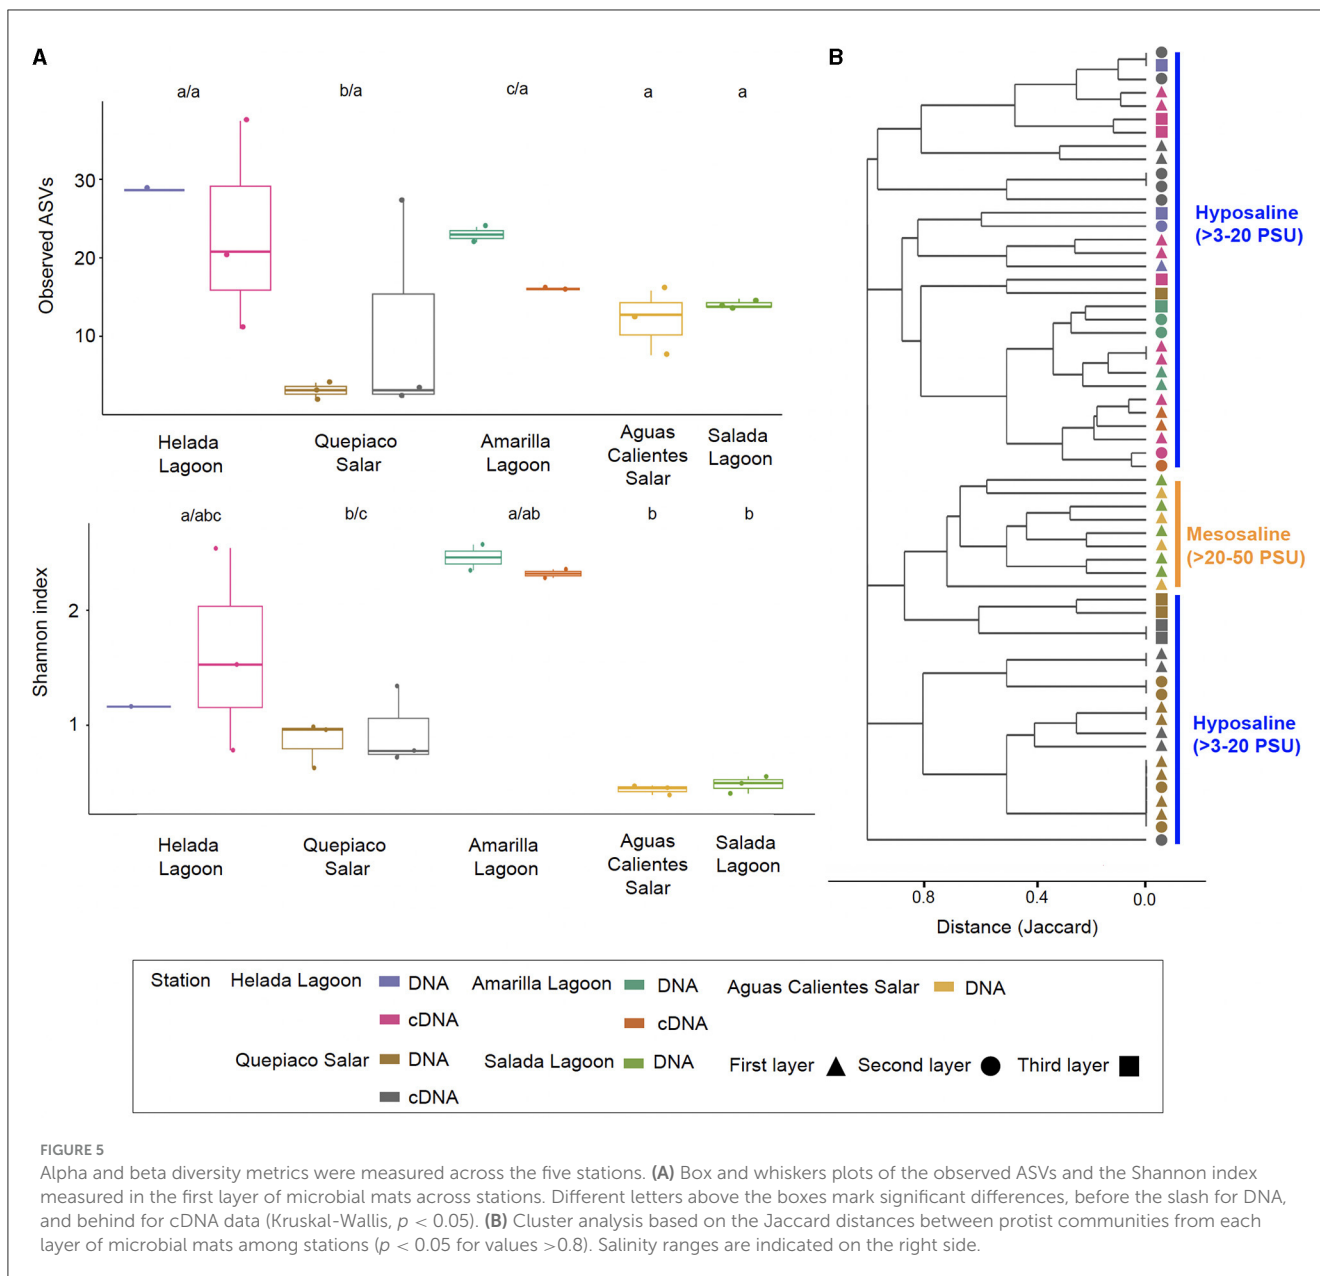 A
B
a/a b/a c/a a a
Observed ASVs
30
20
10
Helada Lagoon
Quepiaco Salar
Amarilla Lagoon
Aguas Calientes Salar
Salada Lagoon
a/abc b/c a/ab b b
Shannon index
2
1
Helada Lagoon
Quepiaco Salar
Amarilla Lagoon
Aguas Calientes Salar
Salada Lagoon
Hyposaline
(>3-20 PSU)
Mesosaline
(>20-50 PSU)
Hyposaline
(>3-20 PSU)
0.8 0.4 0.0
Distance (Jaccard)
Station Helada Lagoon DNA Amarilla Lagoon DNA Aguas Calientes Salar DNA
cDNA cDNA
Quepiaco Salar DNA Salada Lagoon DNA First layer Second layer Third layer
cDNA
FIGURE 5
Alpha and beta diversity metrics were measured across the five stations. (A) Box and whiskers plots of the observed ASVs and the Shannon index
measured in the first layer of microbial mats across stations. Different letters above the boxes mark significant differences, before the slash for DNA,
and behind for cDNA data (Kruskal-Wallis, p < 0.05). (B) Cluster analysis based on the Jaccard distances between protist communities from each
layer of microbial mats among stations (p < 0.05 for values >0.8). Salinity ranges are indicated on the right side.